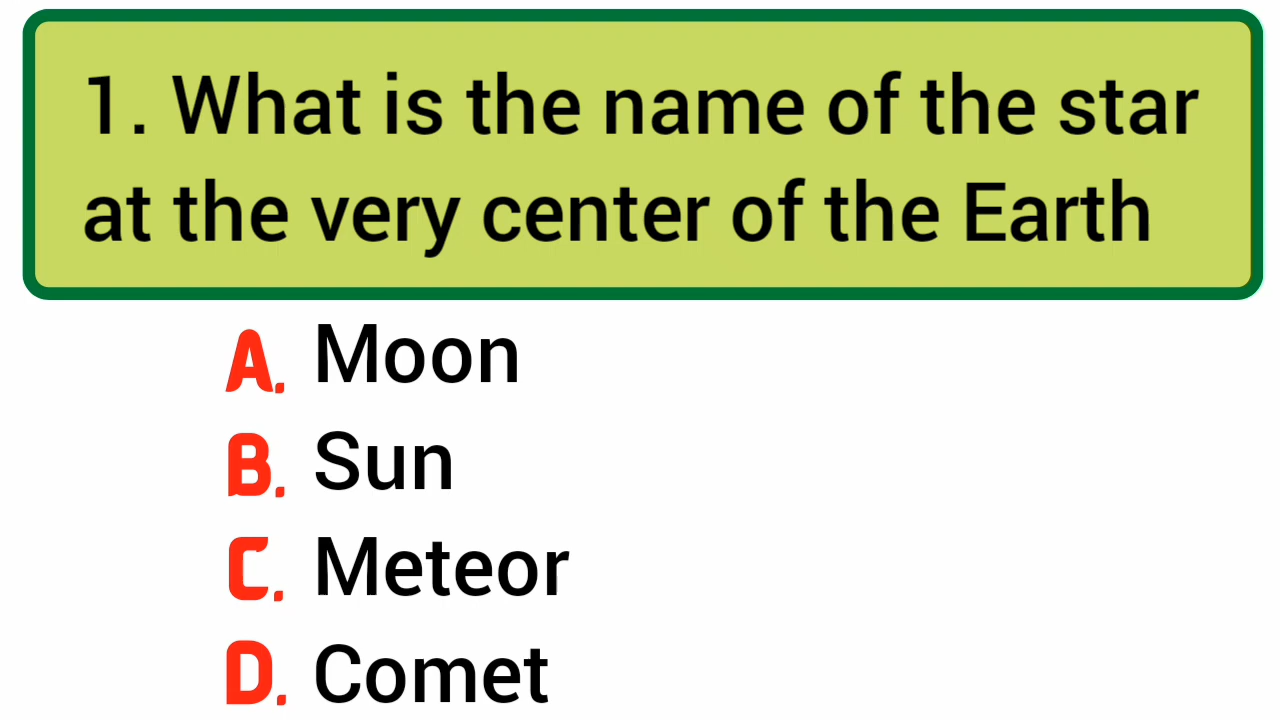 1. What is the name of the star
at the very center of the Earth
A. Moon
B. Sun
C. Meteor
D. Comet